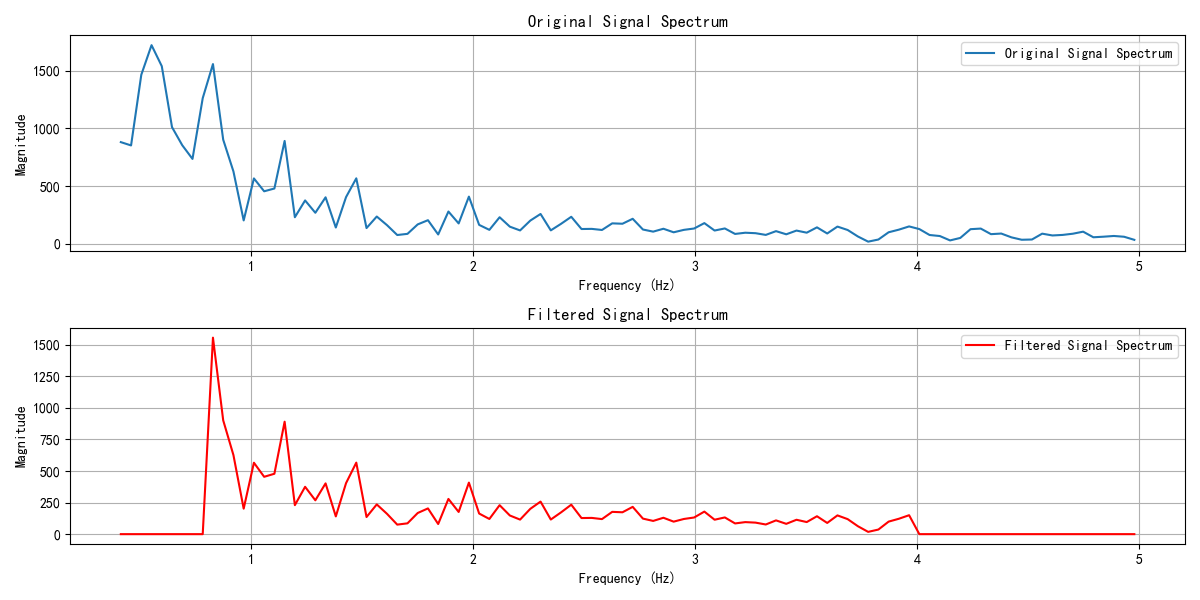 Original Signal Spectrum
Original Signal Spectrum
Magnitude
1500
1000
500
0
1 2 3 4 5
Frequency (Hz)
Filtered Signal Spectrum
Filtered Signal Spectrum
Magnitude
1500
1250
1000
750
500
250
0
1 2 3 4 5
Frequency (Hz)